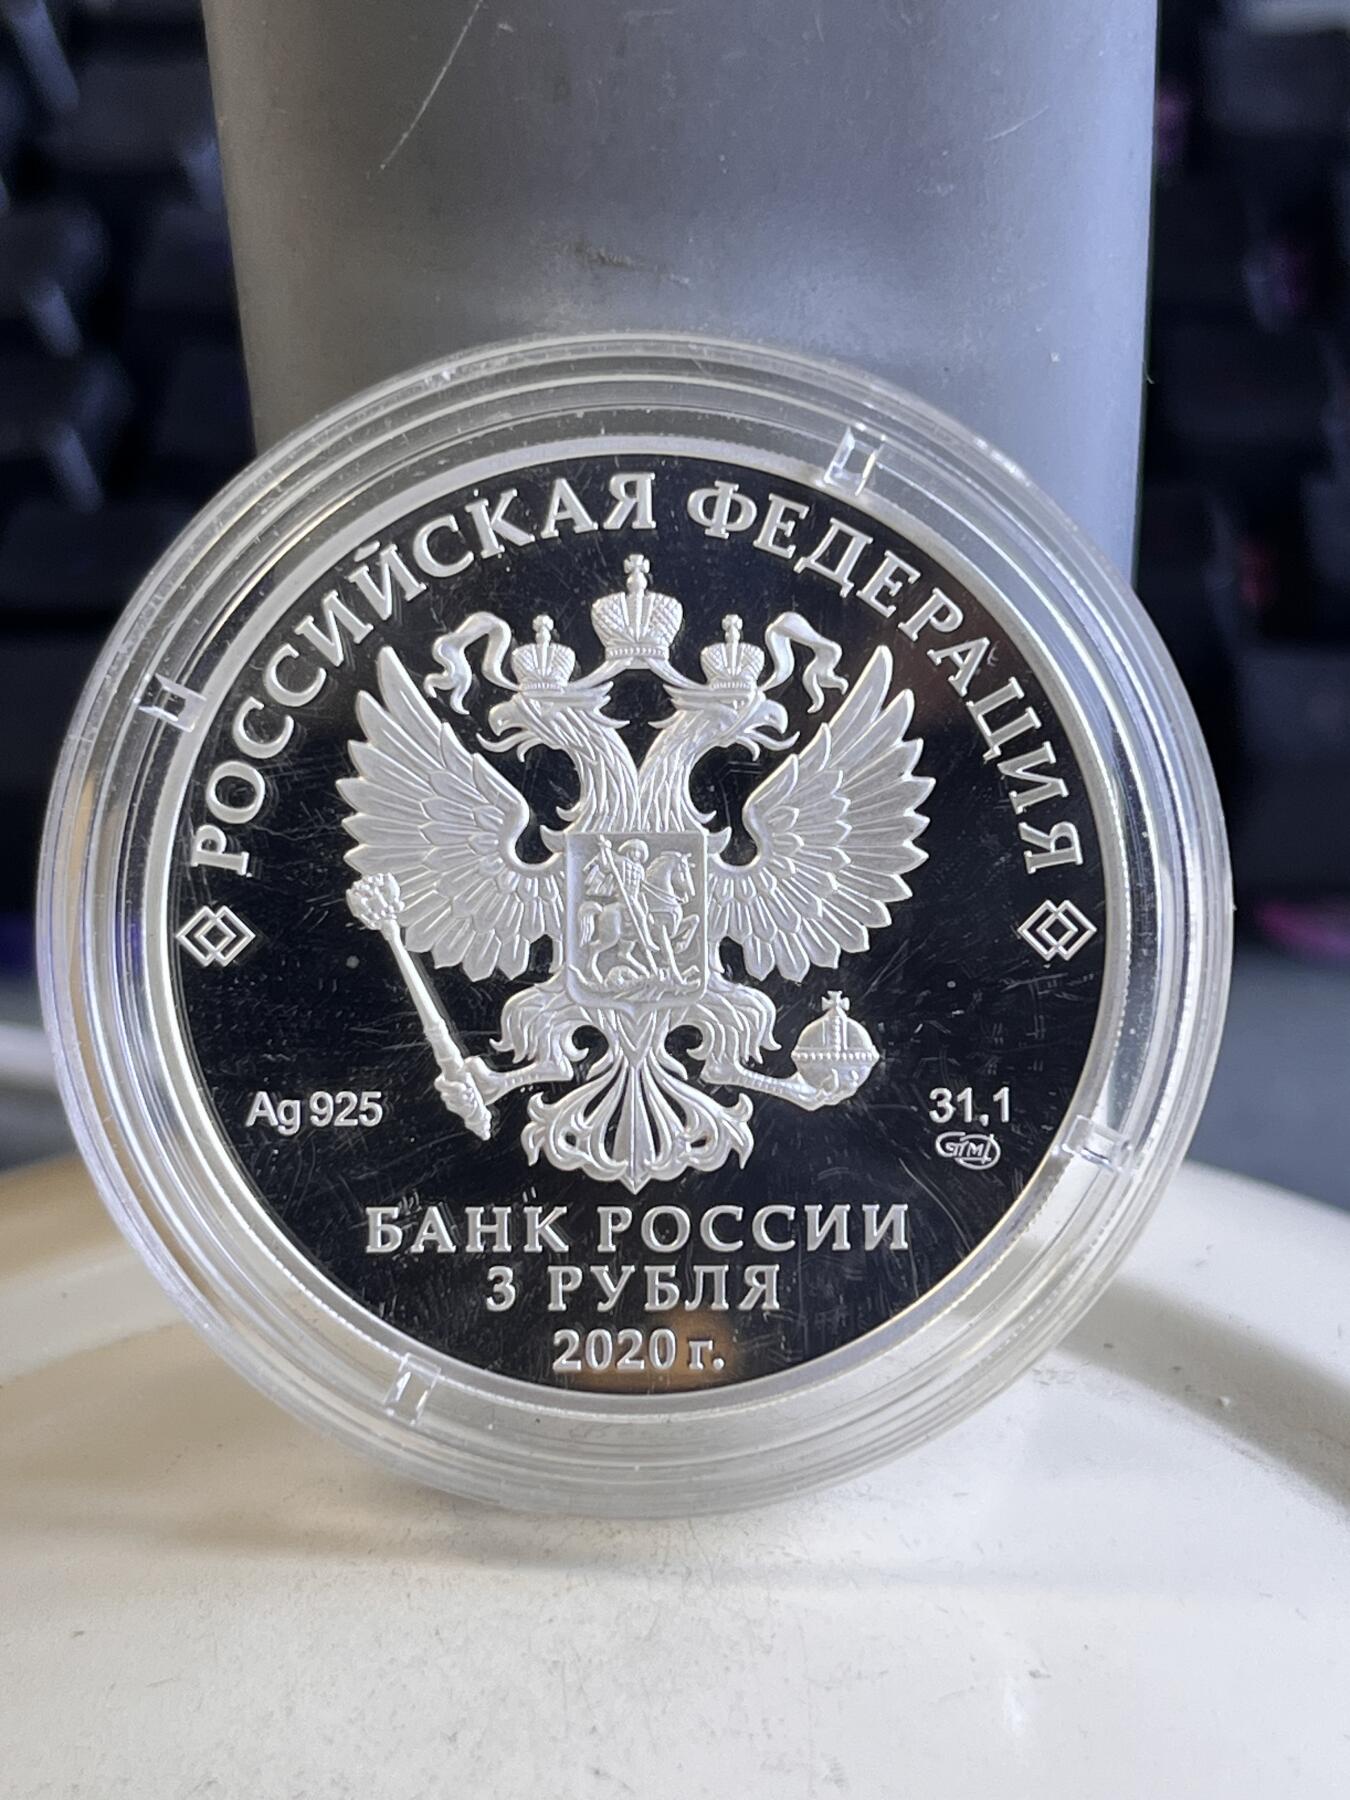 РОССИЙСКАЯ ФЕДЕРАЦИЯ
Ag 925
31,1
СПМД
БАНК РОССИИ
3 РУБЛЯ
2020 г.